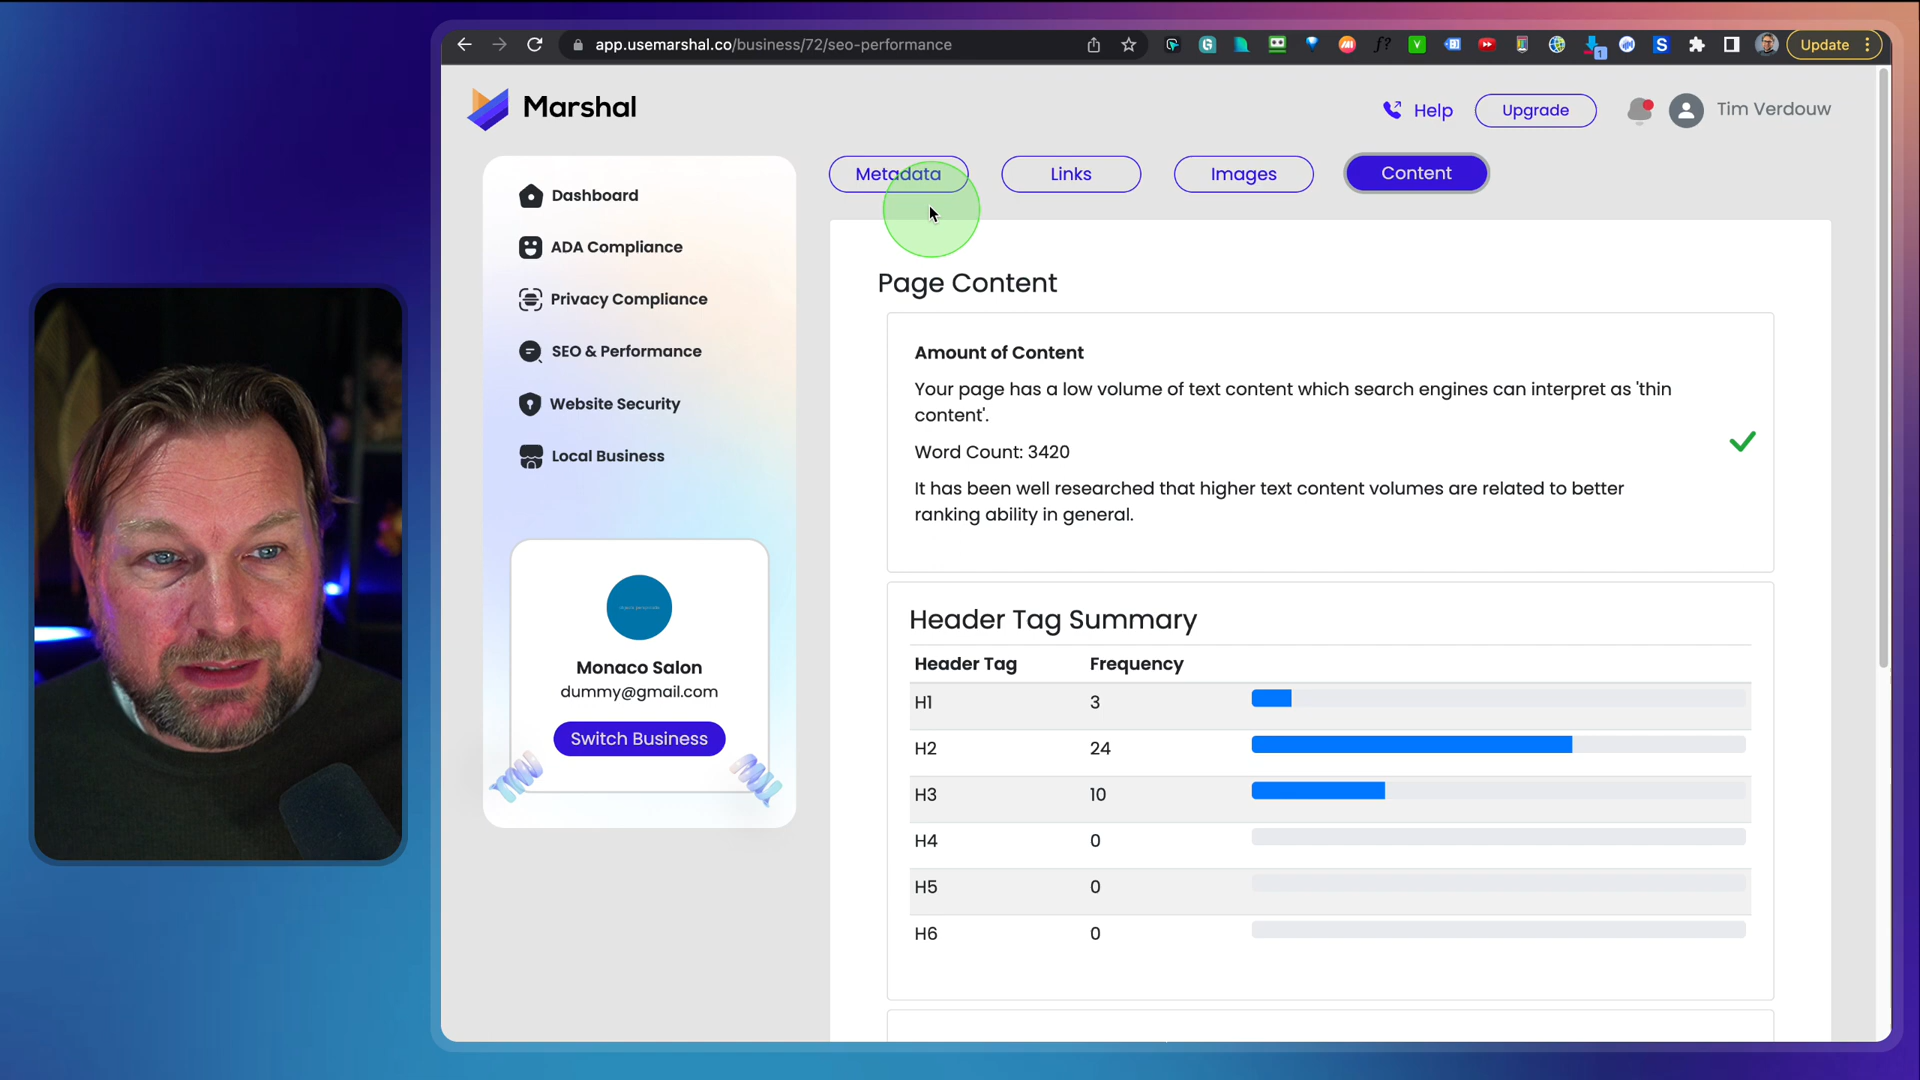 app.usemarshal.co/business/72/seo-performance
Update
Marshal
Help
Upgrade
Tim Verdouw
Dashboard
ADA Compliance
Privacy Compliance
SEO & Performance
Website Security
Local Business
Monaco Salon
dummy@gmail.com
Switch Business
Metadata
Links
Images
Content
Page Content
Amount of Content
Your page has a low volume of text content which search engines can interpret as 'thin
content'.
Word Count: 3420
It has been well researched that higher text content volumes are related to better
ranking ability in general.
Header Tag Summary
Header Tag Frequency
H1 3
H2 24
H3 10
H4 0
H5 0
H6 0